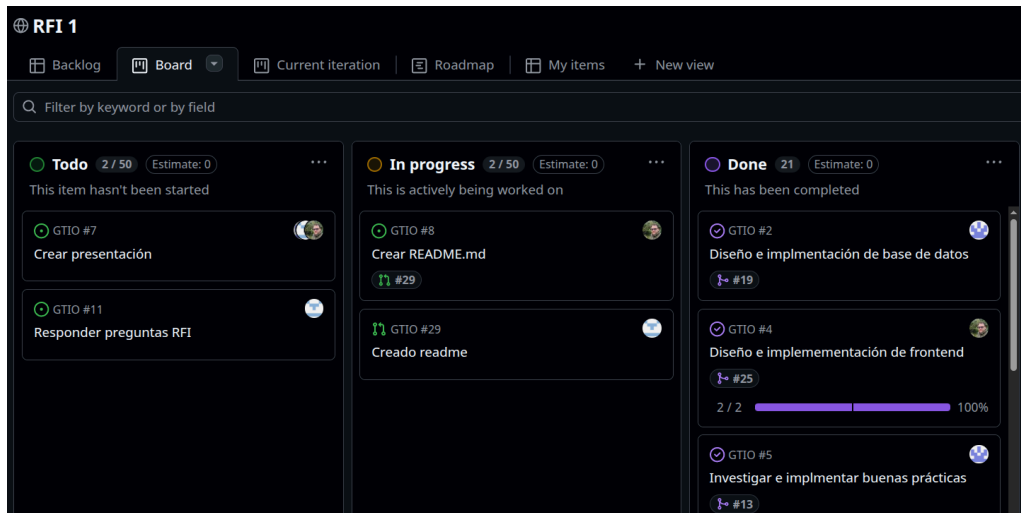 RFI 1
Backlog
Board
Current iteration
Roadmap
My items
+ New view
Filter by keyword or by field
Todo 2 / 50 Estimate: 0 ...
This item hasn't been started
GTIO #7
Crear presentación
GTIO #11
Responder preguntas RFI
In progress 2 / 50 Estimate: 0 ...
This is actively being worked on
GTIO #8
Crear README.md
#29
GTIO #29
Creado readme
Done 21 Estimate: 0 ...
This has been completed
GTIO #2
Diseño e implmentación de base de datos
#19
GTIO #4
Diseño e implemementación de frontend
#25
2 / 2 100%
GTIO #5
Investigar e implmentar buenas prácticas
#13